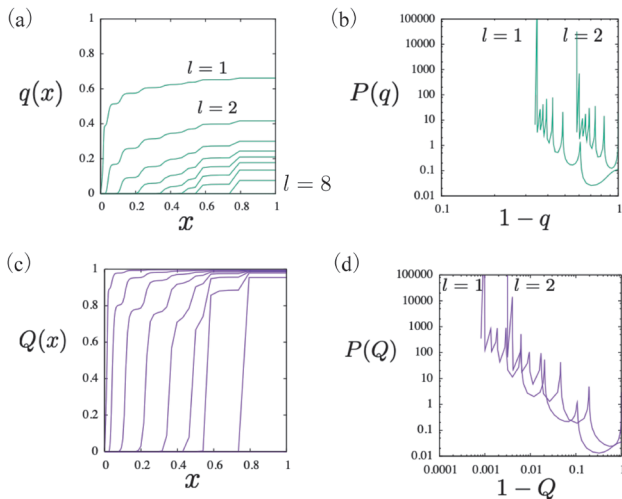 (a)
1
0.8
0.6
0.4
0.2
0
q(x)
l = 1
l = 2
l = 8
0 0.2 0.4 0.6 0.8 1
x
(b)
100000
10000
1000
100
10
1
0.1
0.01
P(q)
l = 1 l = 2
0.1 1
1 − q
(c)
1
0.8
0.6
0.4
0.2
0
Q(x)
0 0.2 0.4 0.6 0.8 1
x
(d)
100000
10000
1000
100
10
1
0.1
0.01
P(Q)
l = 1 l = 2
0.0001 0.001 0.01 0.1 1
1 − Q